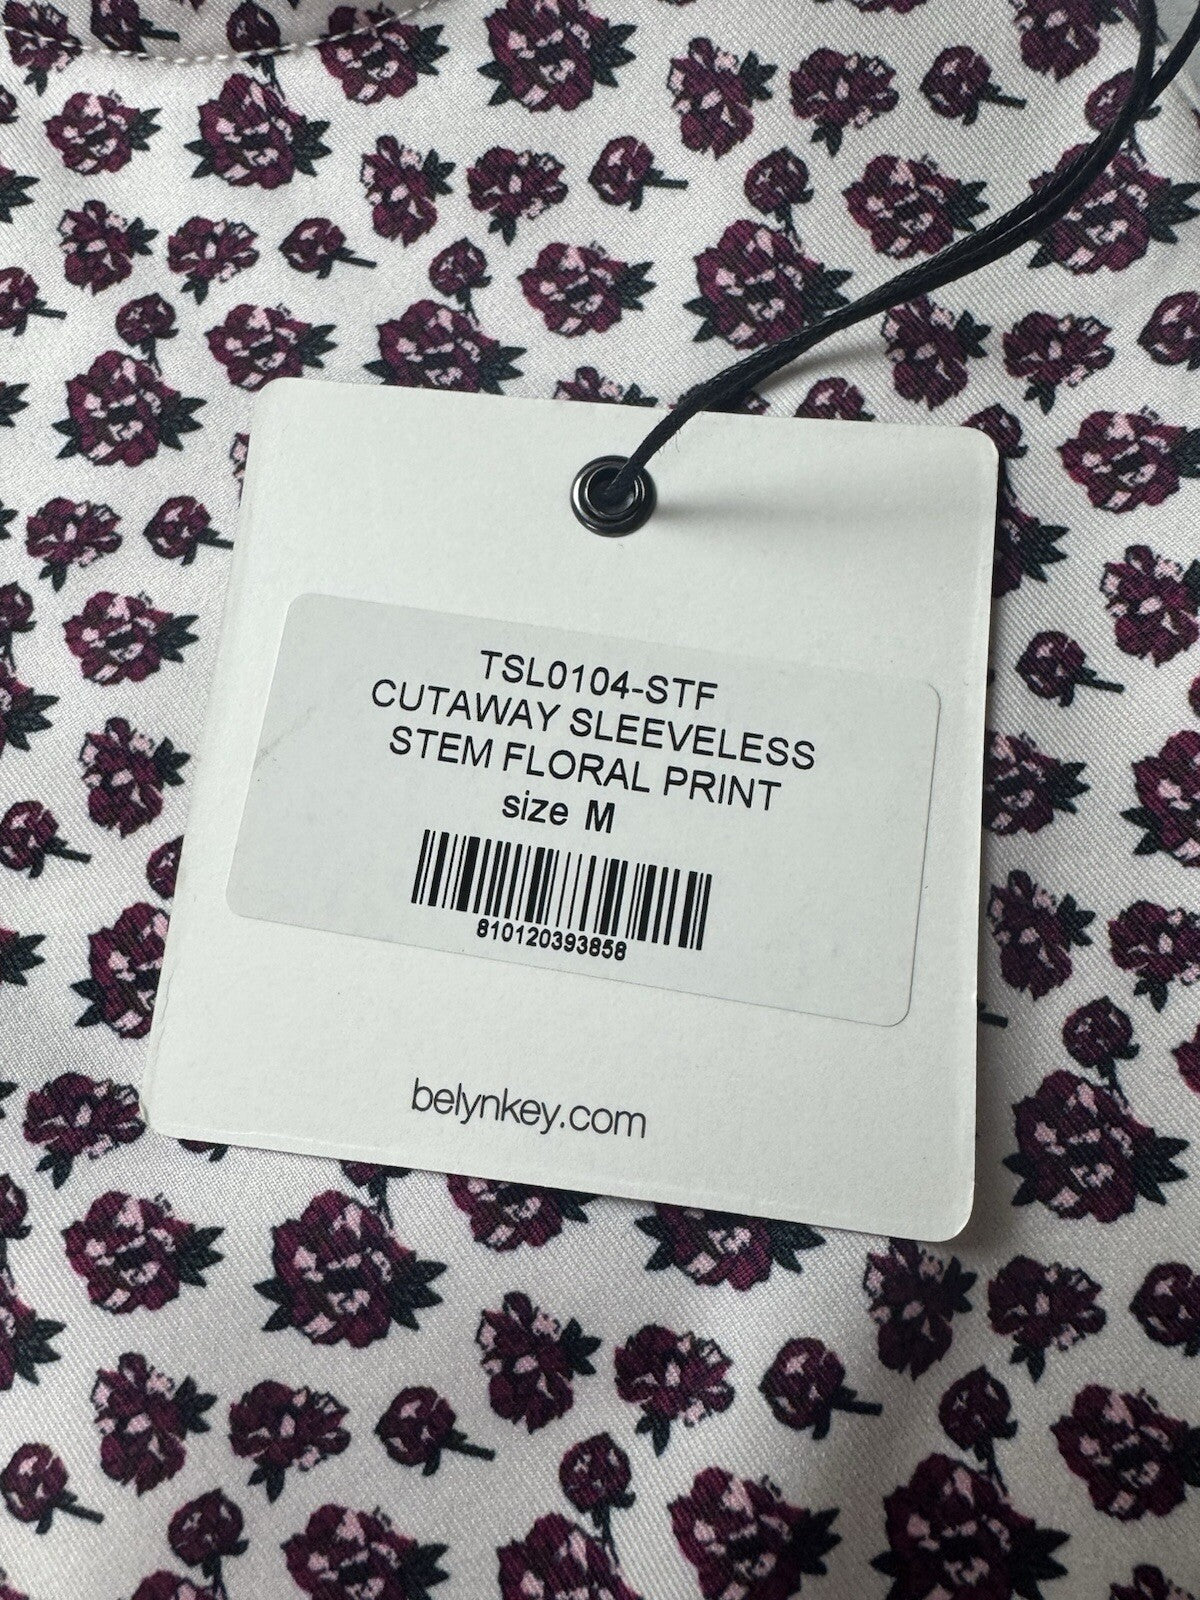 TSL0104-STF
CUTAWAY SLEEVELESS
STEM FLORAL PRINT
size M
810120393858
belynkey.com